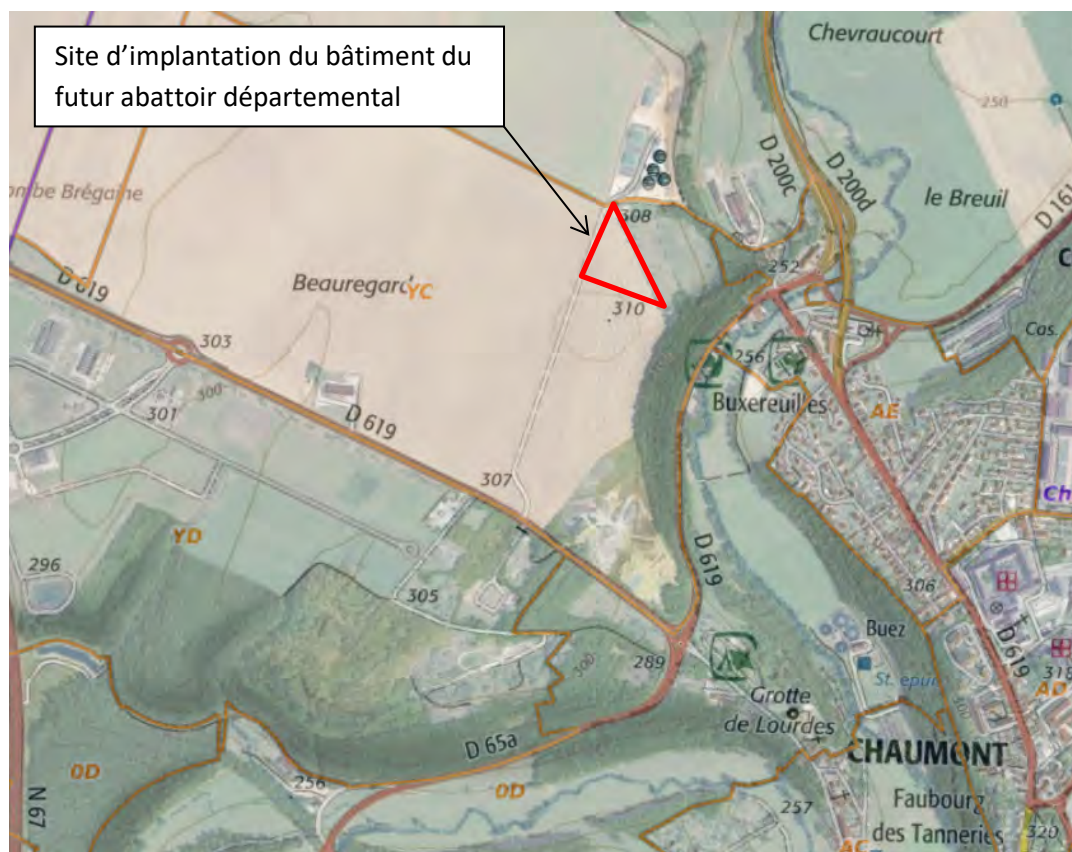 Site d'implantation du bâtiment du
futur abattoir départemental
Chevraucourt
250
D 200c
D 200d
le Breuil
D 161
308
252
D 619
Beauregard
YC
310
303
300
301
D 619
256
Buxereuilles
AE
Cas.
Ch
307
YD
D 619
296
305
306
Buez
D 619
289
300
St. epur
318
AD
300
Grotte
de Lourdes
D 65a
CHAUMONT
0D
256
0D
N 67
257
Faubourg
des Tanneries
AC
320